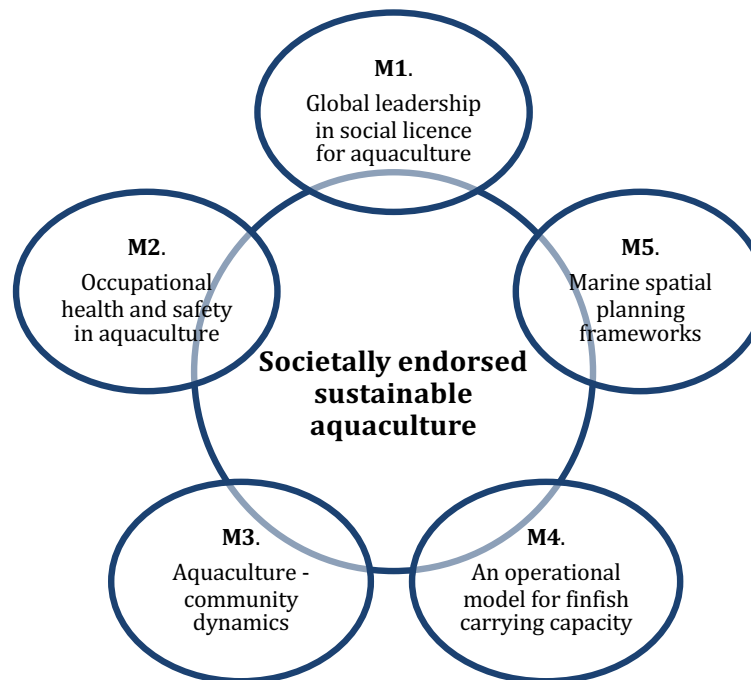 M1.
Global leadership
in social licence
for aquaculture
M2.
Occupational
health and safety
in aquaculture
M5.
Marine spatial
planning
frameworks
Societally endorsed
sustainable
aquaculture
M3.
Aquaculture -
community
dynamics
M4.
An operational
model for finfish
carrying capacity